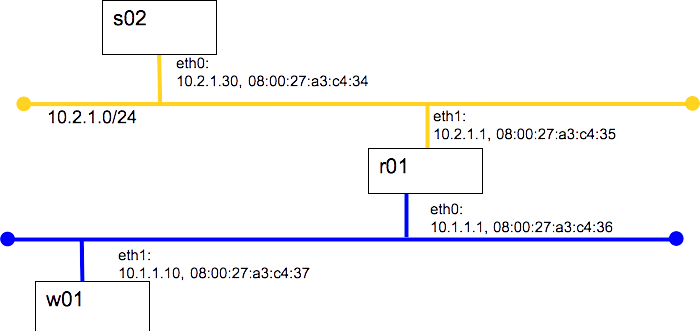 s02
eth0:
10.2.1.30, 08:00:27:a3:c4:34
10.2.1.0/24
eth1:
10.2.1.1, 08:00:27:a3:c4:35
r01
eth0:
10.1.1.1, 08:00:27:a3:c4:36
eth1:
10.1.1.10, 08:00:27:a3:c4:37
w01